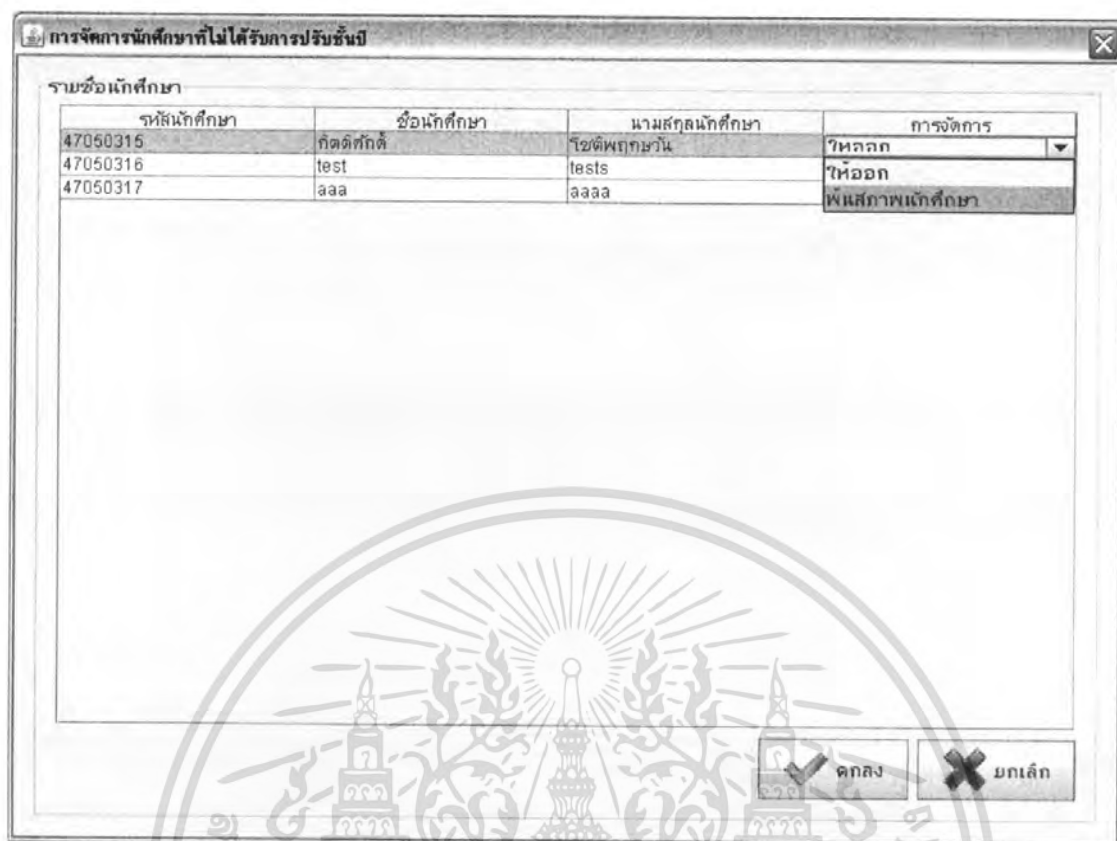 การจัดการนักศึกษาที่ไม่ได้รับการปรับชั้นปี
รายชื่อนักศึกษา
รหัสนักศึกษา ชื่อนักศึกษา นามสกุลนักศึกษา การจัดการ
47050315 กิตติศักดิ์ โชติพฤกษวัน ให้ออก
47050316 test tests ให้ออก
47050317 aaa aaaa พ้นสภาพนักศึกษา
ตกลง ยกเลิก